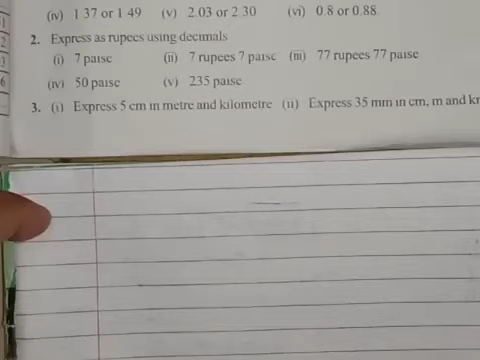 (iv) 1.37 or 1.49 (v) 2.03 or 2.30 (vi) 0.8 or 0.88.
2. Express as rupees using decimals
(i) 7 paise (ii) 7 rupees 7 paise (iii) 77 rupees 77 paise
(iv) 50 paise (v) 235 paise
3. (i) Express 5 cm in metre and kilometre (ii) Express 35 mm in cm, m and